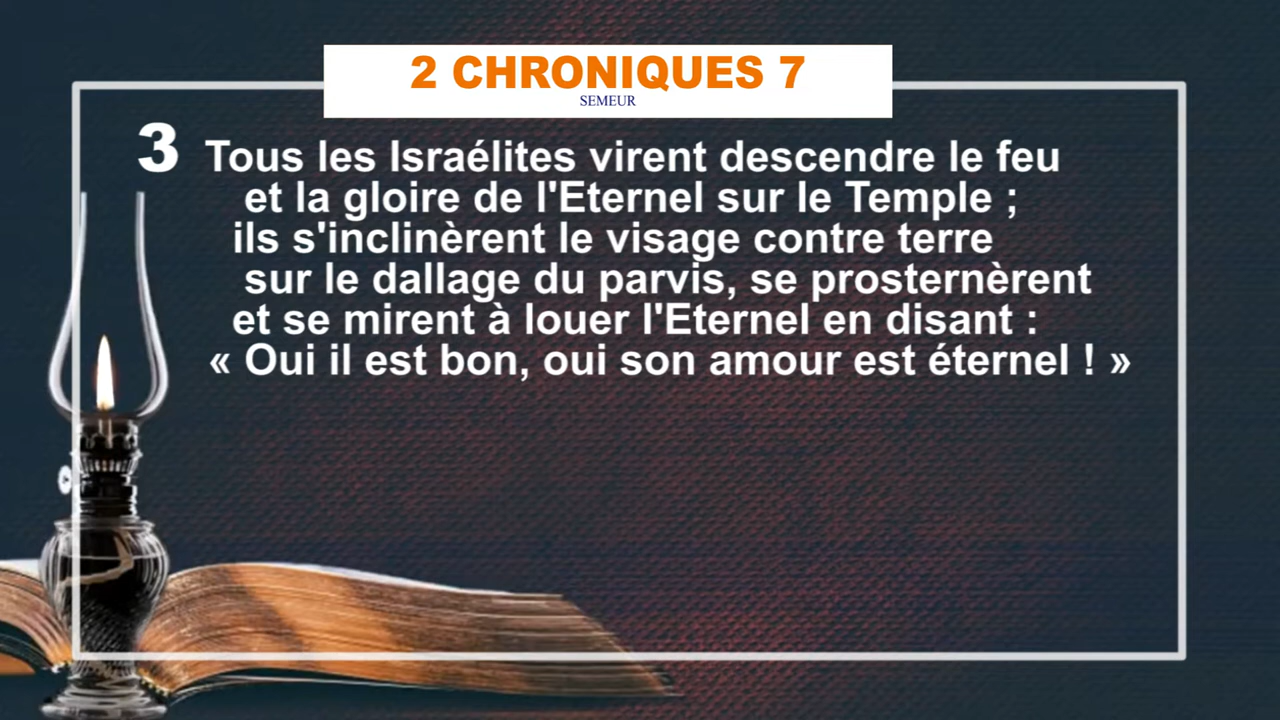 2 CHRONIQUES 7
SEMEUR
3 Tous les Israélites virent descendre le feu
et la gloire de l'Eternel sur le Temple ;
ils s'inclinèrent le visage contre terre
sur le dallage du parvis, se prosternèrent
et se mirent à louer l'Eternel en disant :
« Oui il est bon, oui son amour est éternel ! »